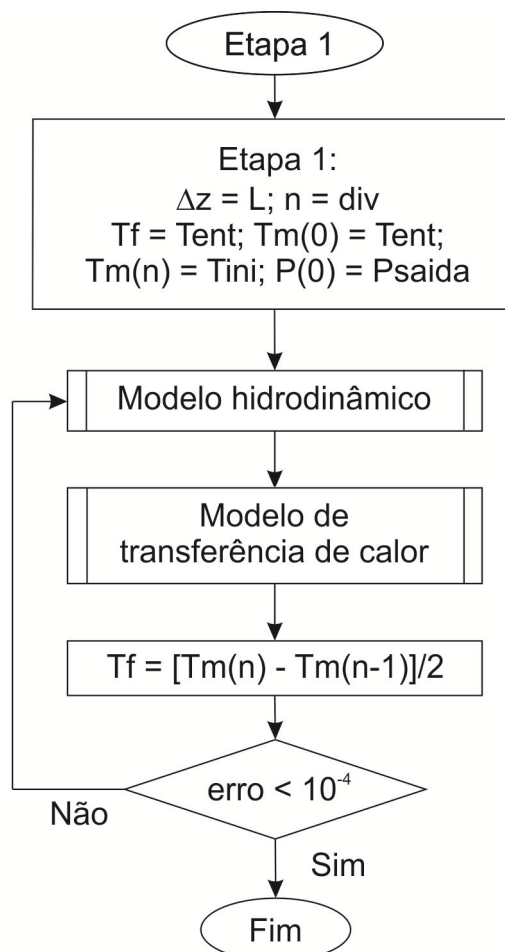 Etapa 1
Etapa 1:
Δz = L; n = div
Tf = Tent; Tm(0) = Tent;
Tm(n) = Tini; P(0) = Psaida
Modelo hidrodinâmico
Modelo de
transferência de calor
Tf = [Tm(n) - Tm(n-1)]/2
erro < 10⁻⁴
Não
Sim
Fim